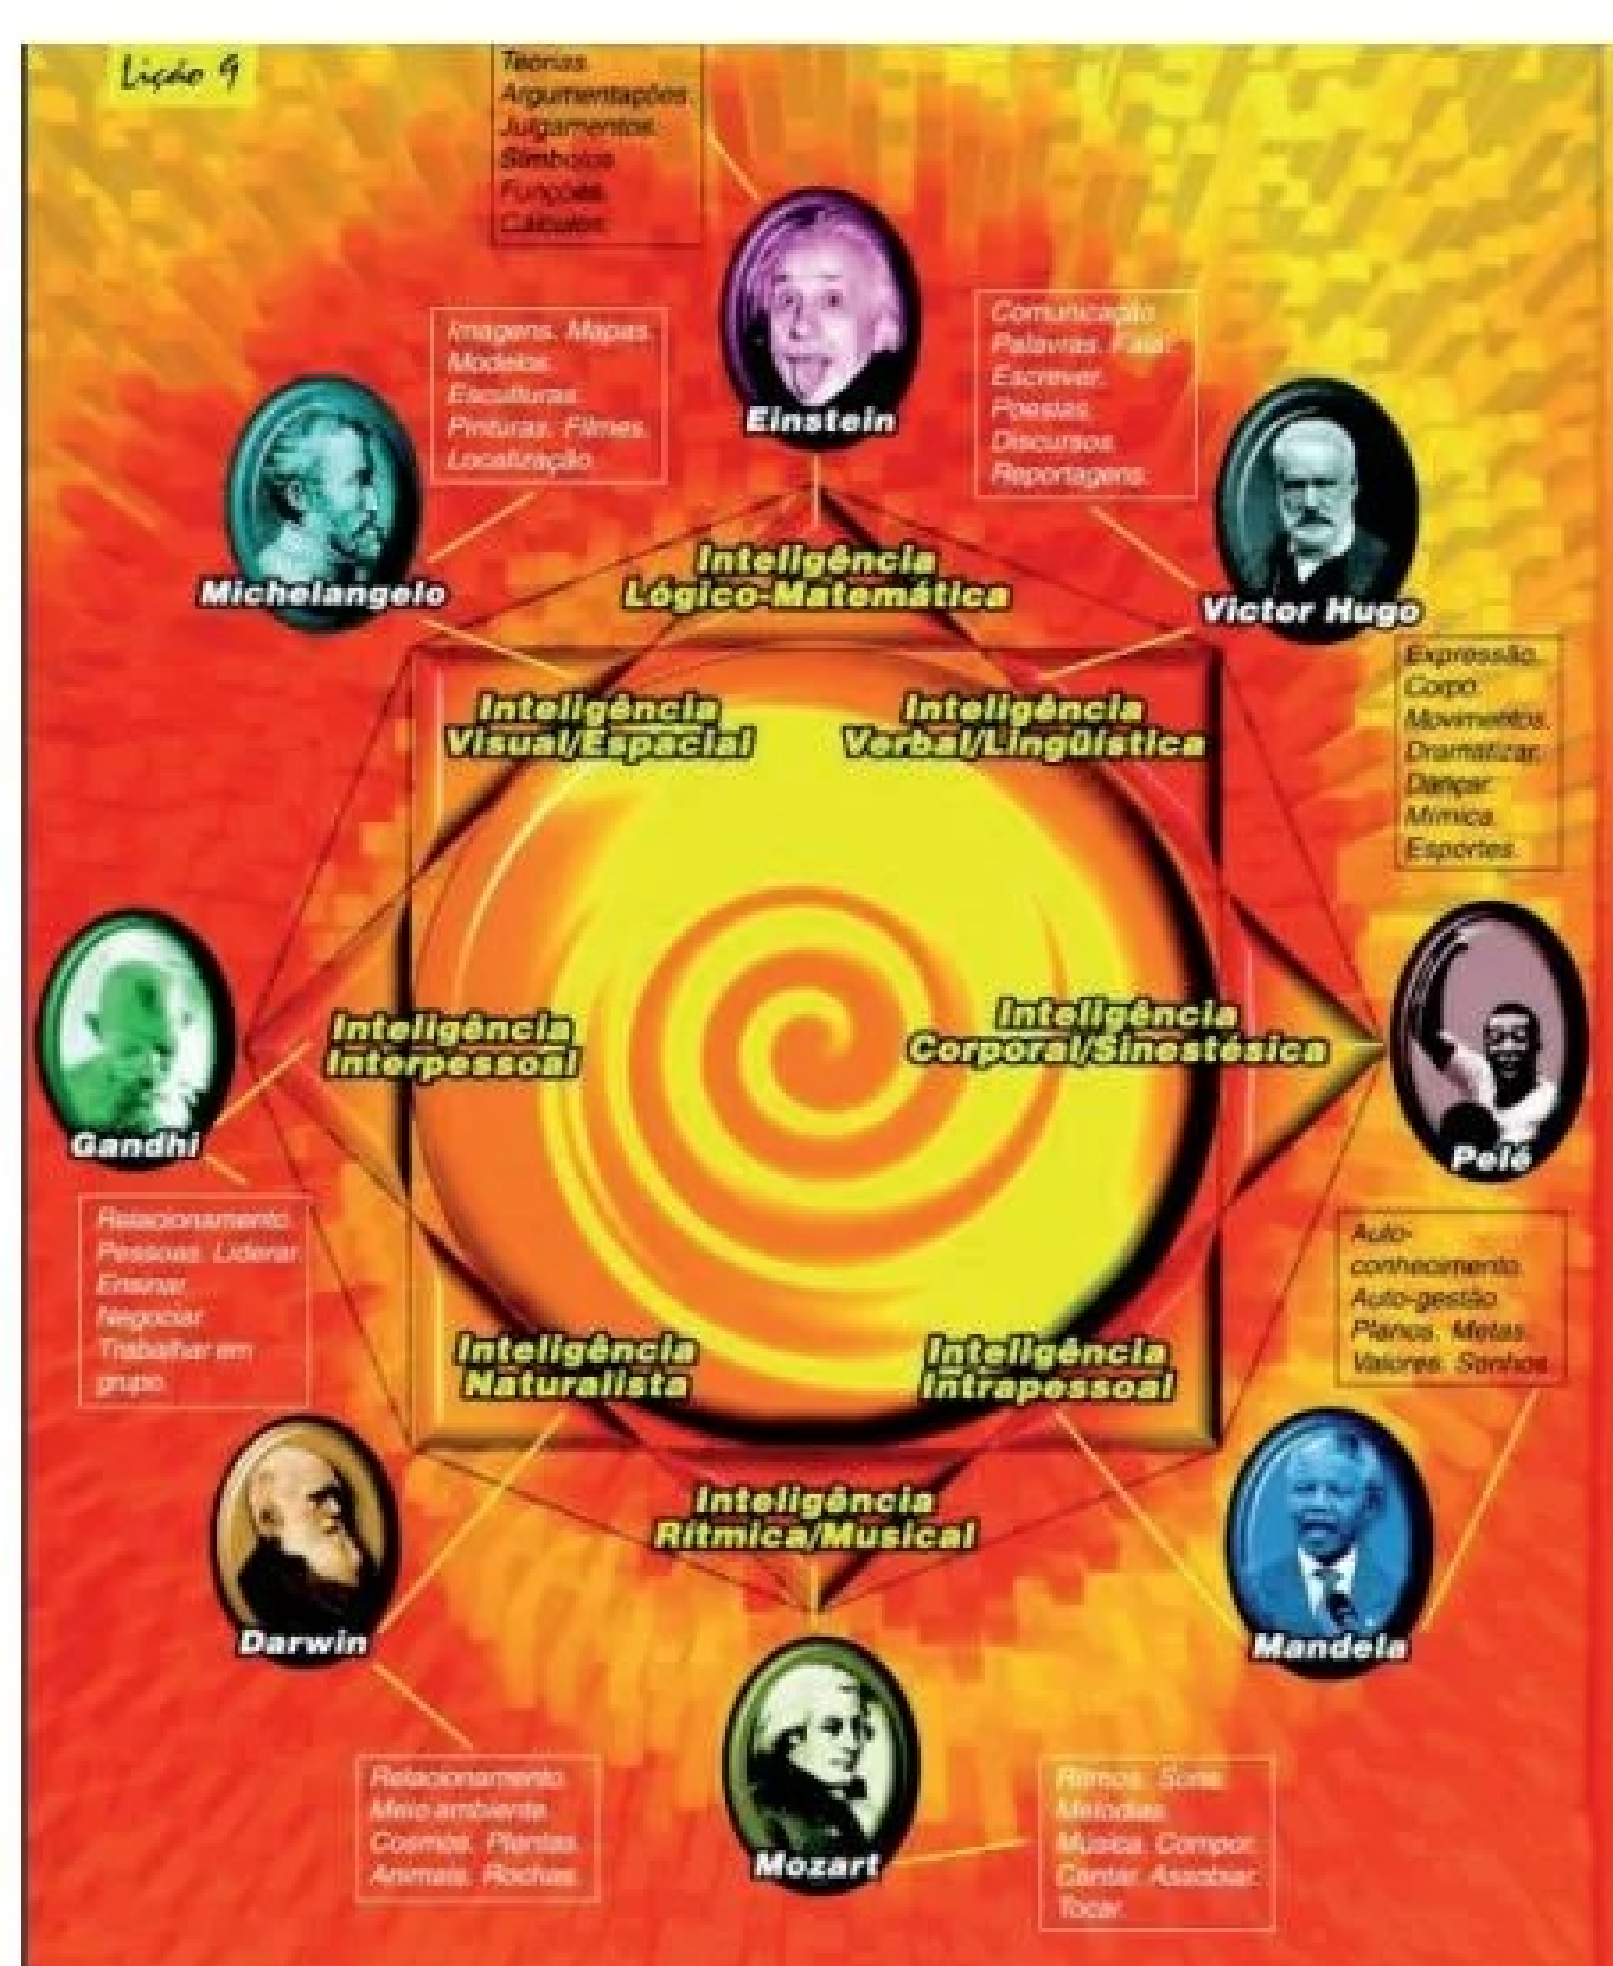 Lição 9
Teorias.
Argumentações.
Julgamentos.
Símbolos.
Funções.
Cálculos.
Einstein
Imagens. Mapas.
Modelos.
Esculturas.
Pinturas. Filmes.
Localização.
Michelangelo
Comunicação.
Palavras. Falar.
Escrever.
Poesias.
Discursos.
Reportagens.
Victor Hugo
Inteligência
Lógico-Matemática
Inteligência
Visual/Espacial
Inteligência
Verbal/Lingüística
Expressão.
Corpo.
Movimentos.
Dramatizar.
Dançar.
Mímica.
Esportes.
Pelé
Inteligência
Interpessoal
Inteligência
Corporal/Sinestésica
Gandhi
Relacionamento.
Pessoas. Liderar.
Ensinar.
Negociar.
Trabalhar em
grupo.
Auto-
conhecimento.
Auto-gestão.
Planos. Metas.
Valores. Sonhos.
Inteligência
Naturalista
Inteligência
Intrapessoal
Inteligência
Rítmica/Musical
Darwin
Mandela
Relacionamento.
Meio ambiente.
Cosmos. Plantas.
Animais. Rochas.
Mozart
Ritmos. Sons.
Melodias.
Música. Compor.
Cantar. Assobiar.
Tocar.